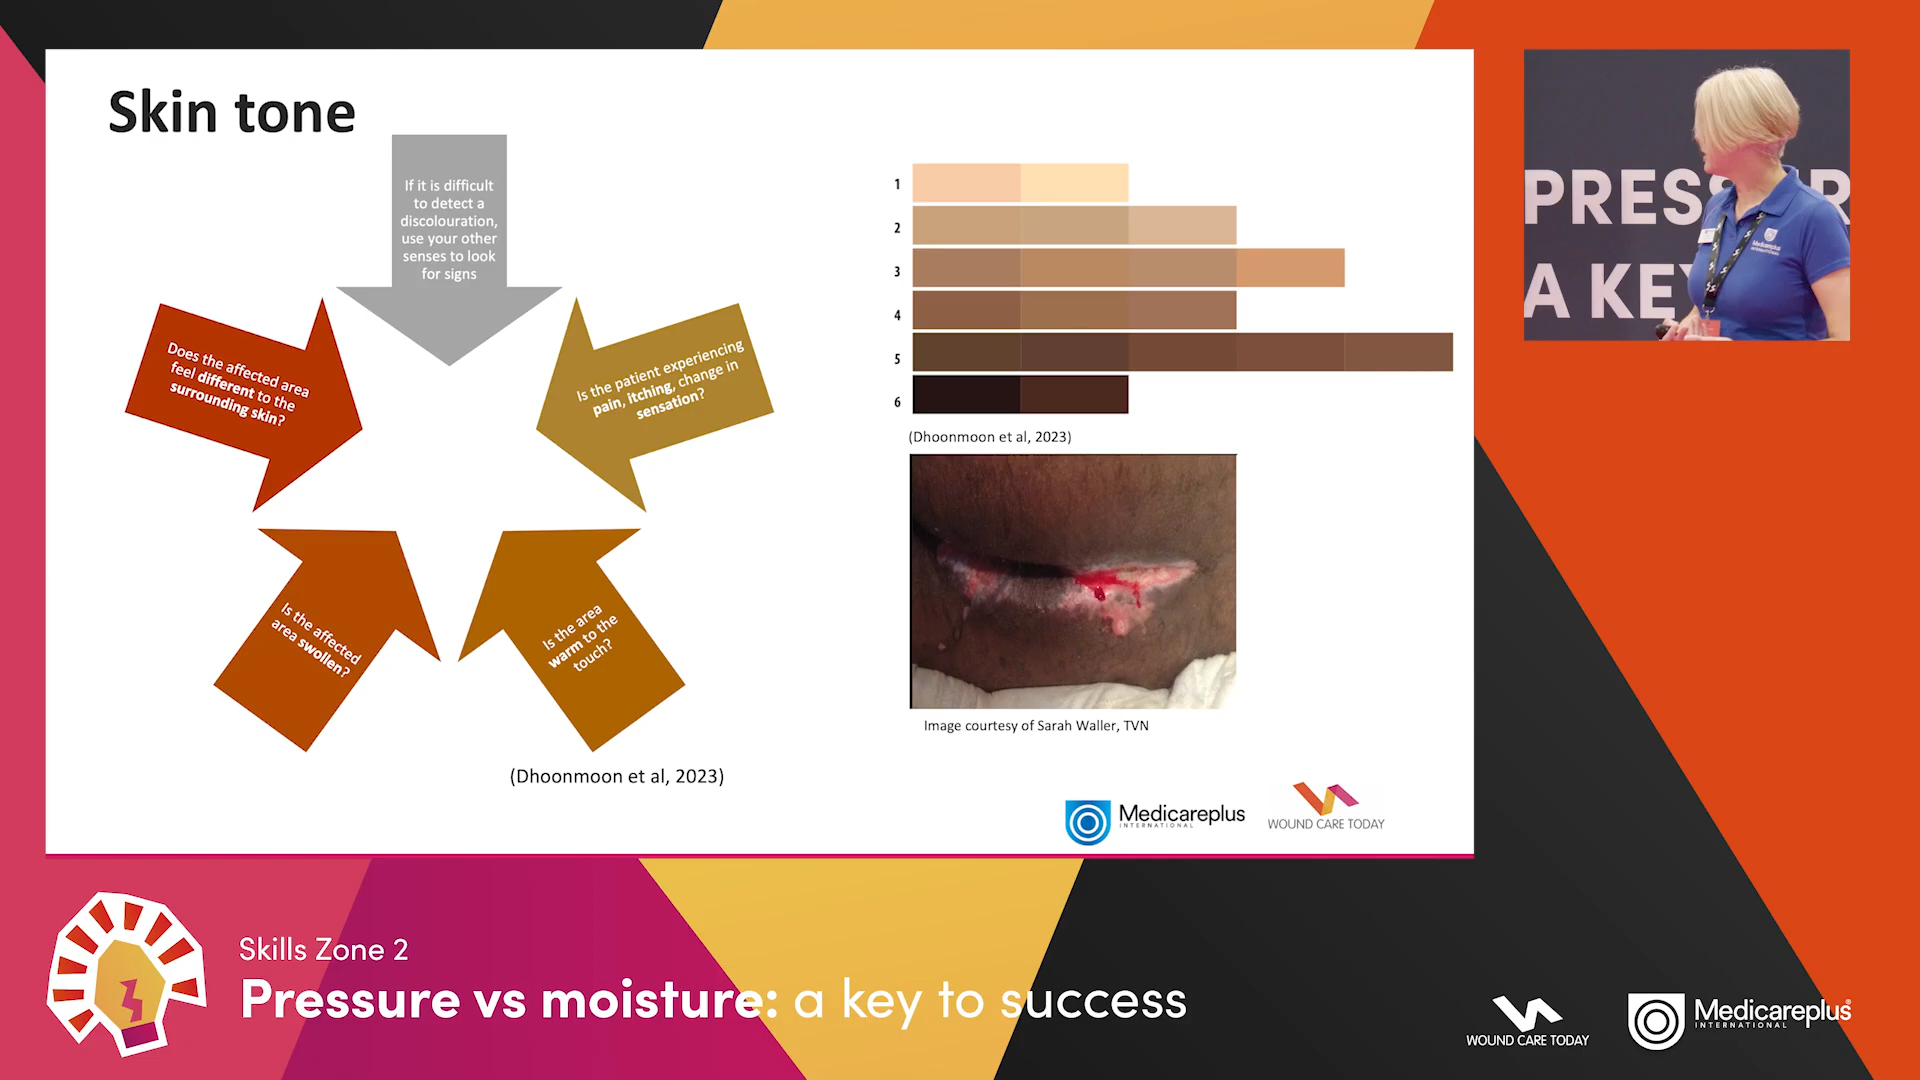 Skin tone
If it is difficult
to detect a
discolouration,
use your other
senses to look
for signs
Does the affected area
feel different to the
surrounding skin?
Is the patient experiencing
pain, itching, change in
sensation?
Is the affected
area swollen?
Is the area
warm to the
touch?
(Dhoonmoon et al, 2023)
1
2
3
4
5
6
(Dhoonmoon et al, 2023)
Image courtesy of Sarah Waller, TVN
Medicareplus
INTERNATIONAL
WOUND CARE TODAY
PRESS R
A KEY
Medicareplus
INTERNATIONAL
Skills Zone 2
Pressure vs moisture: a key to success
WOUND CARE TODAY
Medicareplus®
INTERNATIONAL